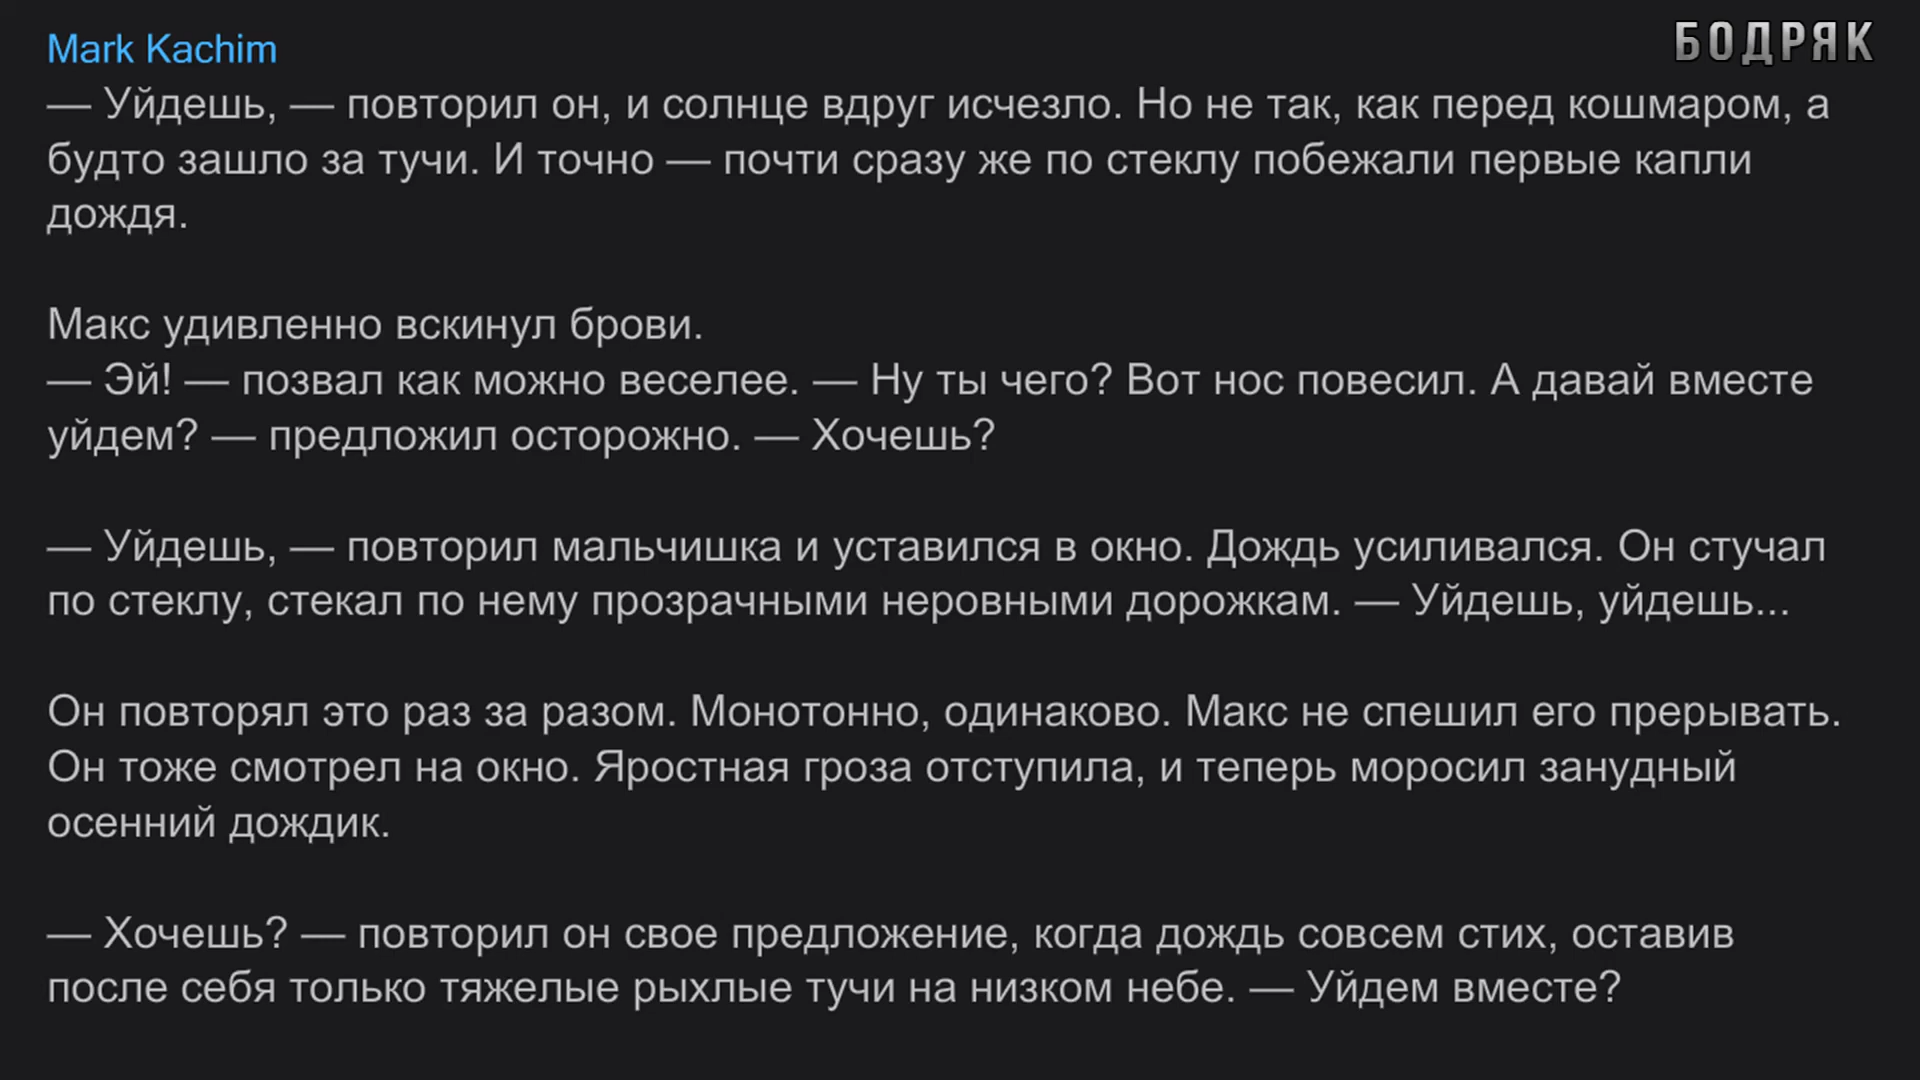 Mark Kachim
БОДРЯК
— Уйдешь, — повторил он, и солнце вдруг исчезло. Но не так, как перед кошмаром, а
будто зашло за тучи. И точно — почти сразу же по стеклу побежали первые капли
дождя.
Макс удивленно вскинул брови.
— Эй! — позвал как можно веселее. — Ну ты чего? Вот нос повесил. А давай вместе
уйдем? — предложил осторожно. — Хочешь?
— Уйдешь, — повторил мальчишка и уставился в окно. Дождь усиливался. Он стучал
по стеклу, стекал по нему прозрачными неровными дорожкам. — Уйдешь, уйдешь...
Он повторял это раз за разом. Монотонно, одинаково. Макс не спешил его прерывать.
Он тоже смотрел на окно. Яростная гроза отступила, и теперь моросил занудный
осенний дождик.
— Хочешь? — повторил он свое предложение, когда дождь совсем стих, оставив
после себя только тяжелые рыхлые тучи на низком небе. — Уйдем вместе?